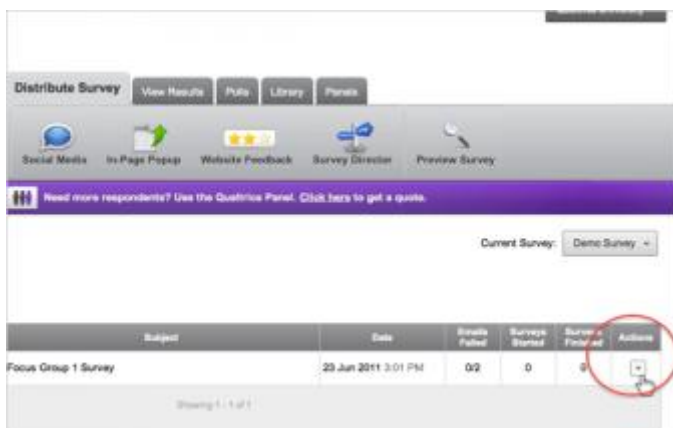 Distribute Survey View Results Polls Library Panels
Social Media In-Page Popup Website Feedback Survey Director Preview Survey
Need more respondents? Use the Qualtrics Panel. Click here to get a quote.
Current Survey: Demo Survey
Subject Date Emails Failed Surveys Started Surveys Finished Actions
Focus Group 1 Survey 23 Jun 2011 3:01 PM 0/2 0 0
Showing 1 - 1 of 1